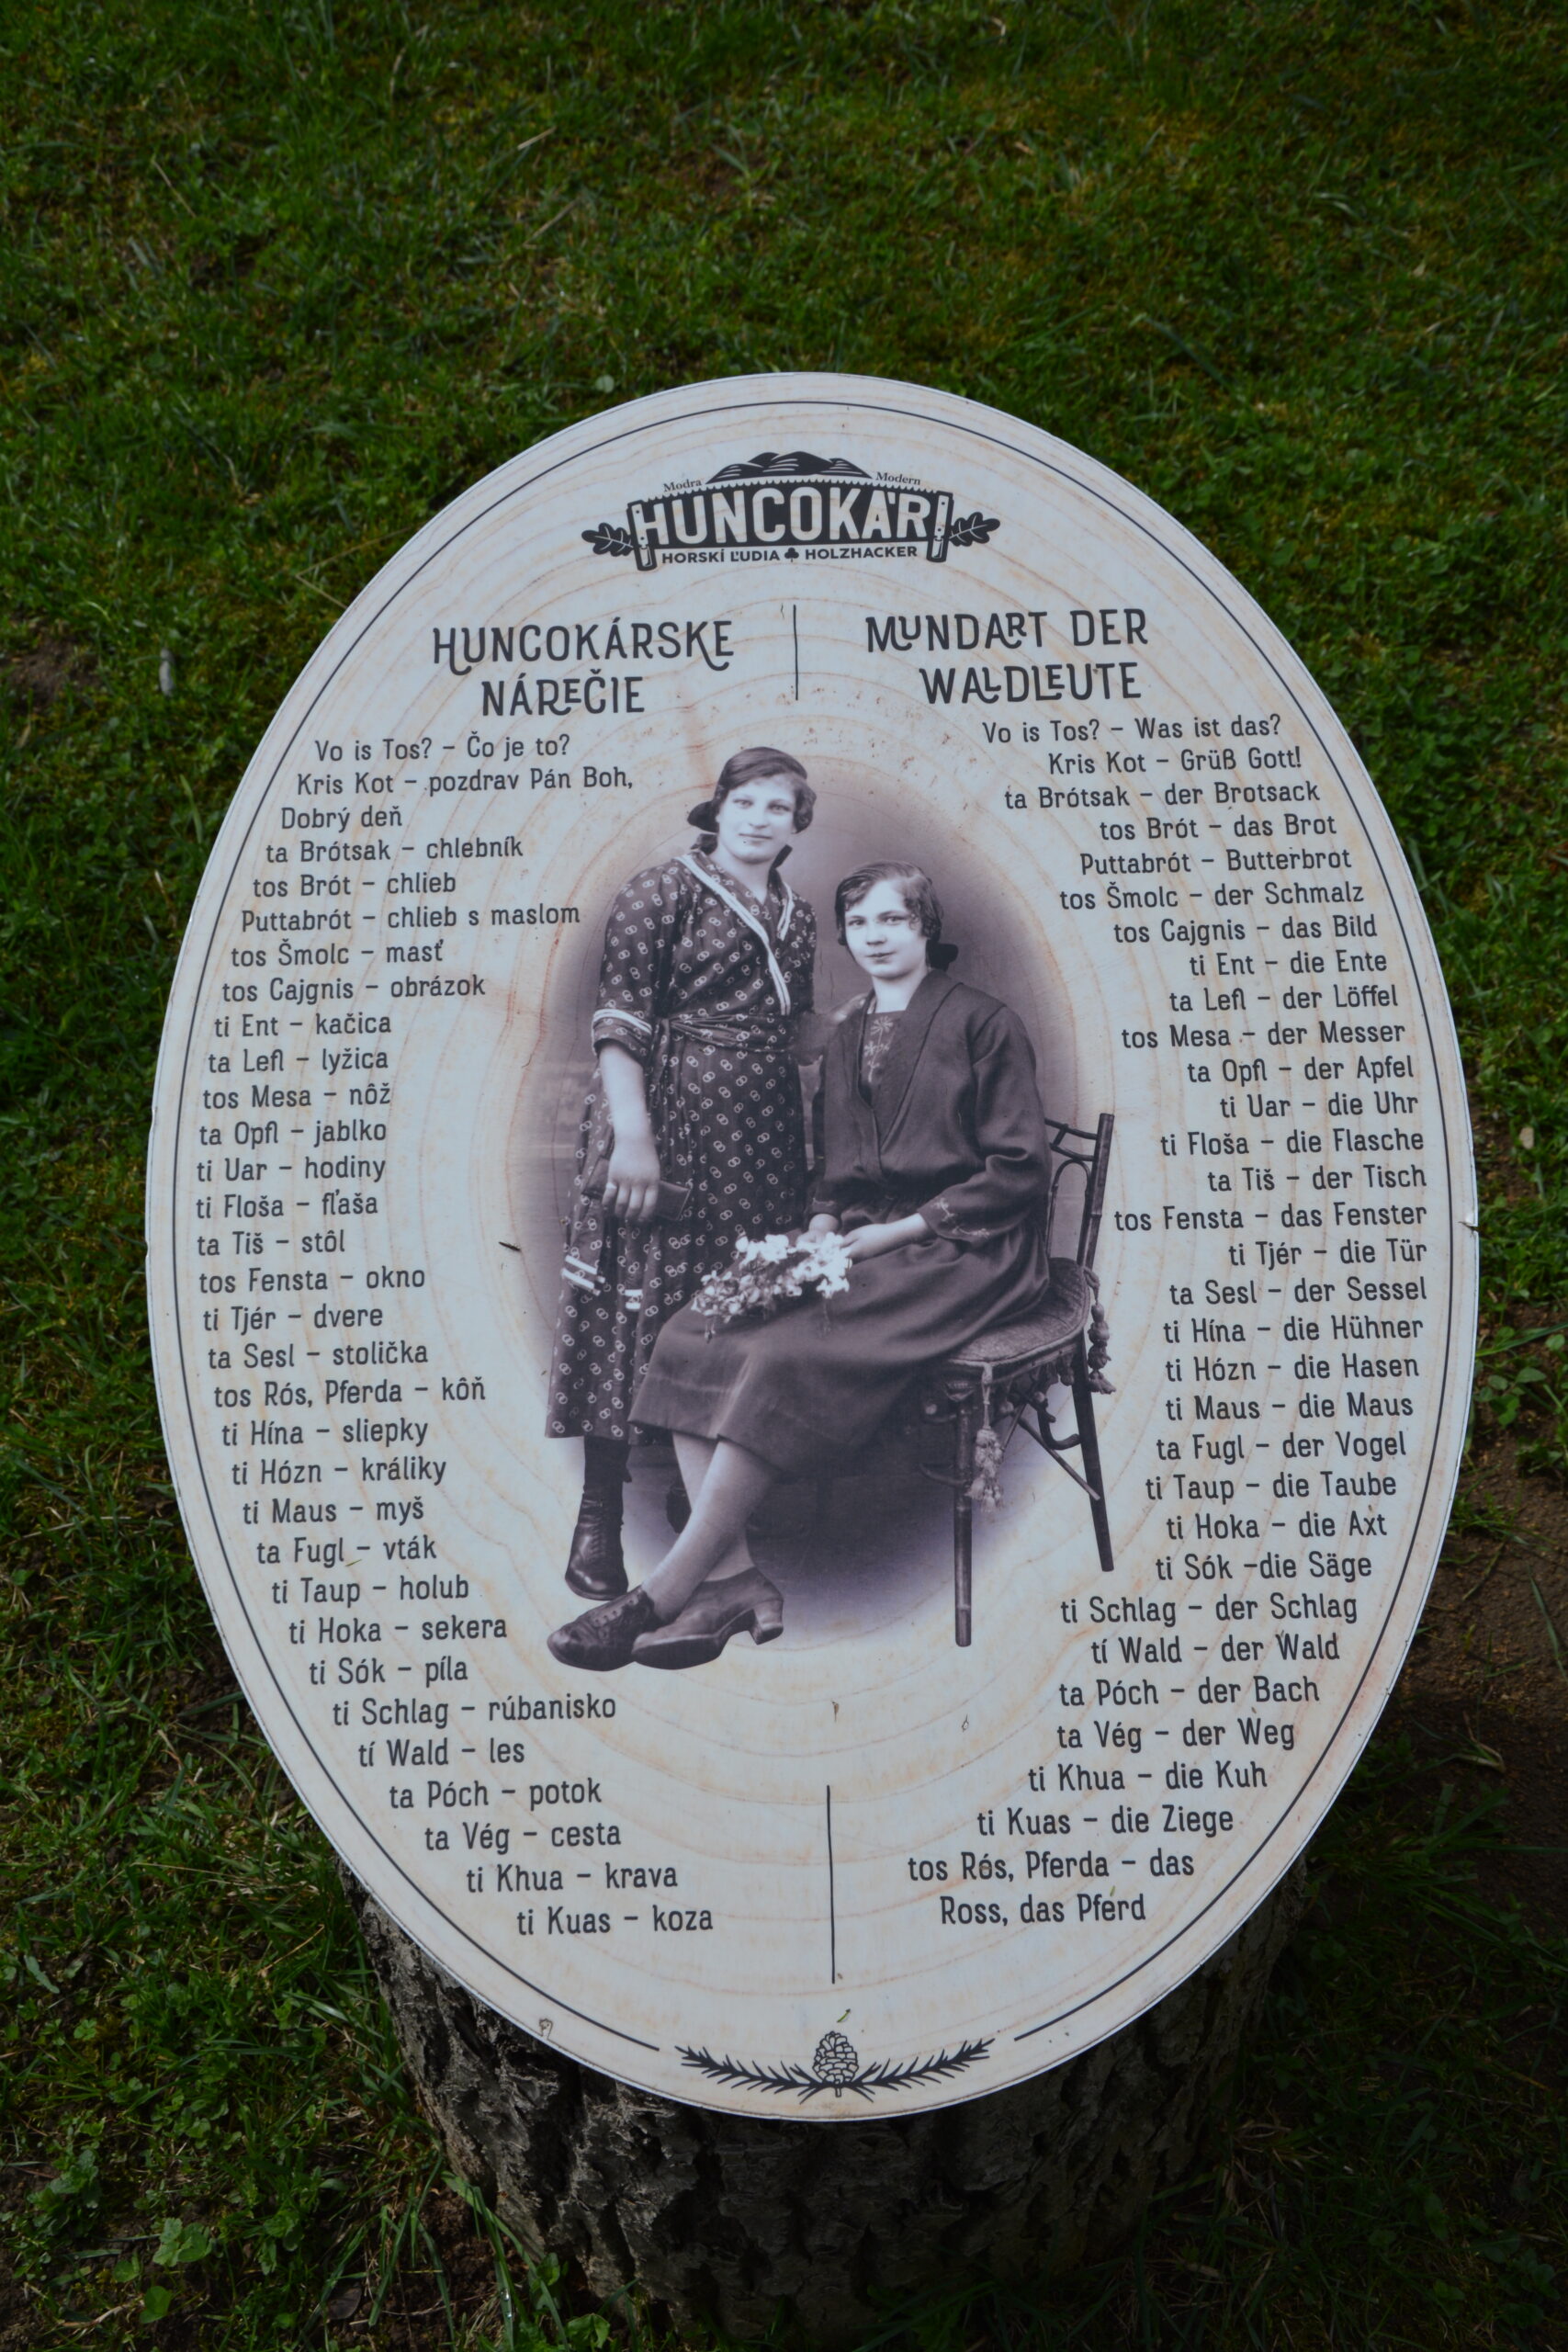 Modra Modern
HUNCOKÁRI
HORSKÍ ĽUDIA HOLZHACKER
HUNCOKÁRSKE
NÁREČIE
Vo is Tos? – Čo je to?
Kris Kot – pozdrav Pán Boh,
Dobrý deň
ta Brótsak – chlebník
tos Brót – chlieb
Puttabrót – chlieb s maslom
tos Šmolc – masť
tos Cajgnis – obrázok
ti Ent – kačica
ta Lefl – lyžica
tos Mesa – nôž
ta Opfl – jablko
ti Uar – hodiny
ti Floša – fľaša
ta Tiš – stôl
tos Fensta – okno
ti Tjér – dvere
ta Sesl – stolička
tos Rós, Pferda – kôň
ti Hína – sliepky
ti Hózn – králiky
ti Maus – myš
ta Fugl – vták
ti Taup – holub
ti Hoka – sekera
ti Sók – píla
ti Schlag – rúbanisko
tí Wald – les
ta Póch – potok
ta Vég – cesta
ti Khua – krava
ti Kuas – koza
MUNDART DER
WALDLEUTE
Vo is Tos? – Was ist das?
Kris Kot – Grüß Gott!
ta Brótsak – der Brotsack
tos Brót – das Brot
Puttabrót – Butterbrot
tos Šmolc – der Schmalz
tos Cajgnis – das Bild
ti Ent – die Ente
ta Lefl – der Löffel
tos Mesa – der Messer
ta Opfl – der Apfel
ti Uar – die Uhr
ti Floša – die Flasche
ta Tiš – der Tisch
tos Fensta – das Fenster
ti Tjér – die Tür
ta Sesl – der Sessel
ti Hína – die Hühner
ti Hózn – die Hasen
ti Maus – die Maus
ta Fugl – der Vogel
ti Taup – die Taube
ti Hoka – die Axt
ti Sók –die Säge
ti Schlag – der Schlag
tí Wald – der Wald
ta Póch – der Bach
ta Vég – der Weg
ti Khua – die Kuh
ti Kuas – die Ziege
tos Rós, Pferda – das
Ross, das Pferd